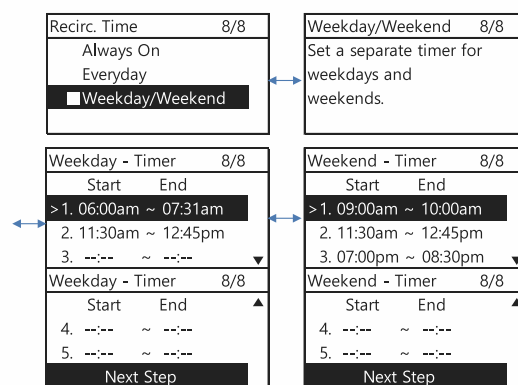 Recirc. Time 8/8
Always On
Everyday
Weekday/Weekend
Weekday/Weekend 8/8
Set a separate timer for
weekdays and
weekends.
Weekday - Timer 8/8
Start End
>1. 06:00am ~ 07:31am
2. 11:30am ~ 12:45pm
3. --:-- ~ --:--
Weekday - Timer 8/8
Start End
4. --:-- ~ --:--
5. --:-- ~ --:--
Next Step
Weekend - Timer 8/8
Start End
>1. 09:00am ~ 10:00am
2. 11:30am ~ 12:45pm
3. 07:00pm ~ 08:30pm
Weekend - Timer 8/8
Start End
4. --:-- ~ --:--
5. --:-- ~ --:--
Next Step